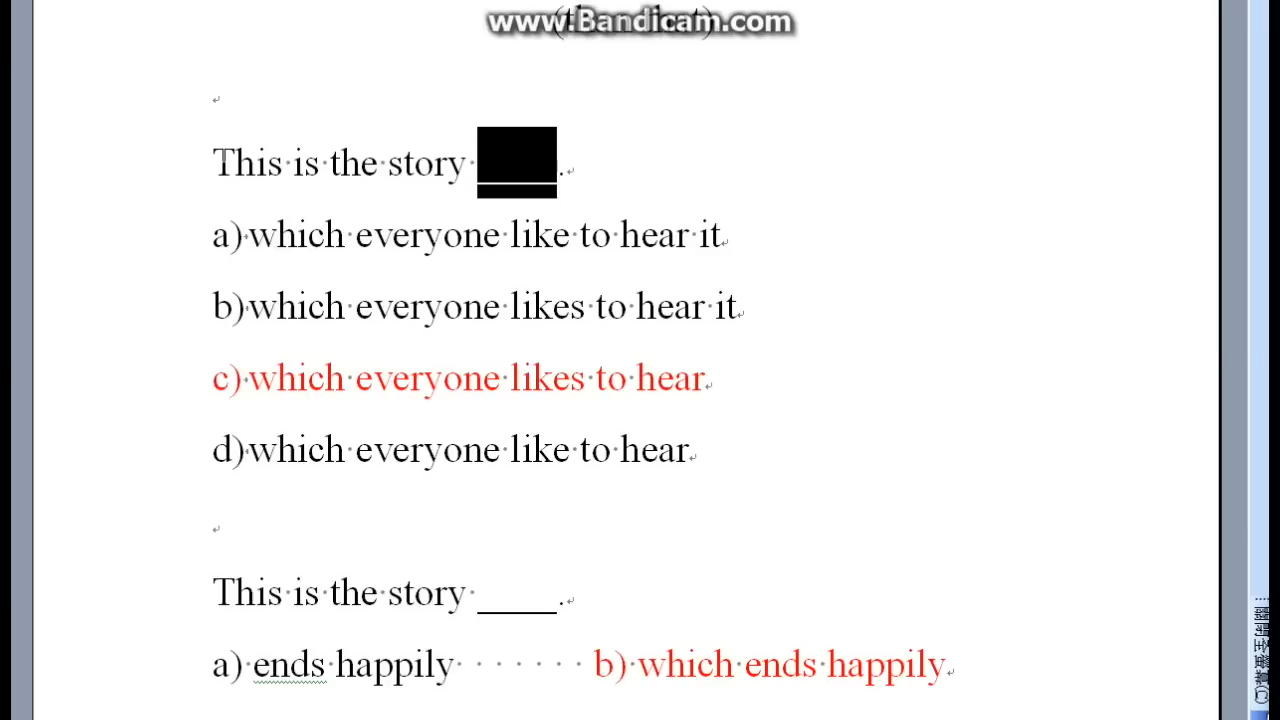 www.Bandicam.com
This is the story ____.
a) which everyone like to hear it
b) which everyone likes to hear it
c) which everyone likes to hear
d) which everyone like to hear
This is the story ____.
a) ends happily b) which ends happily